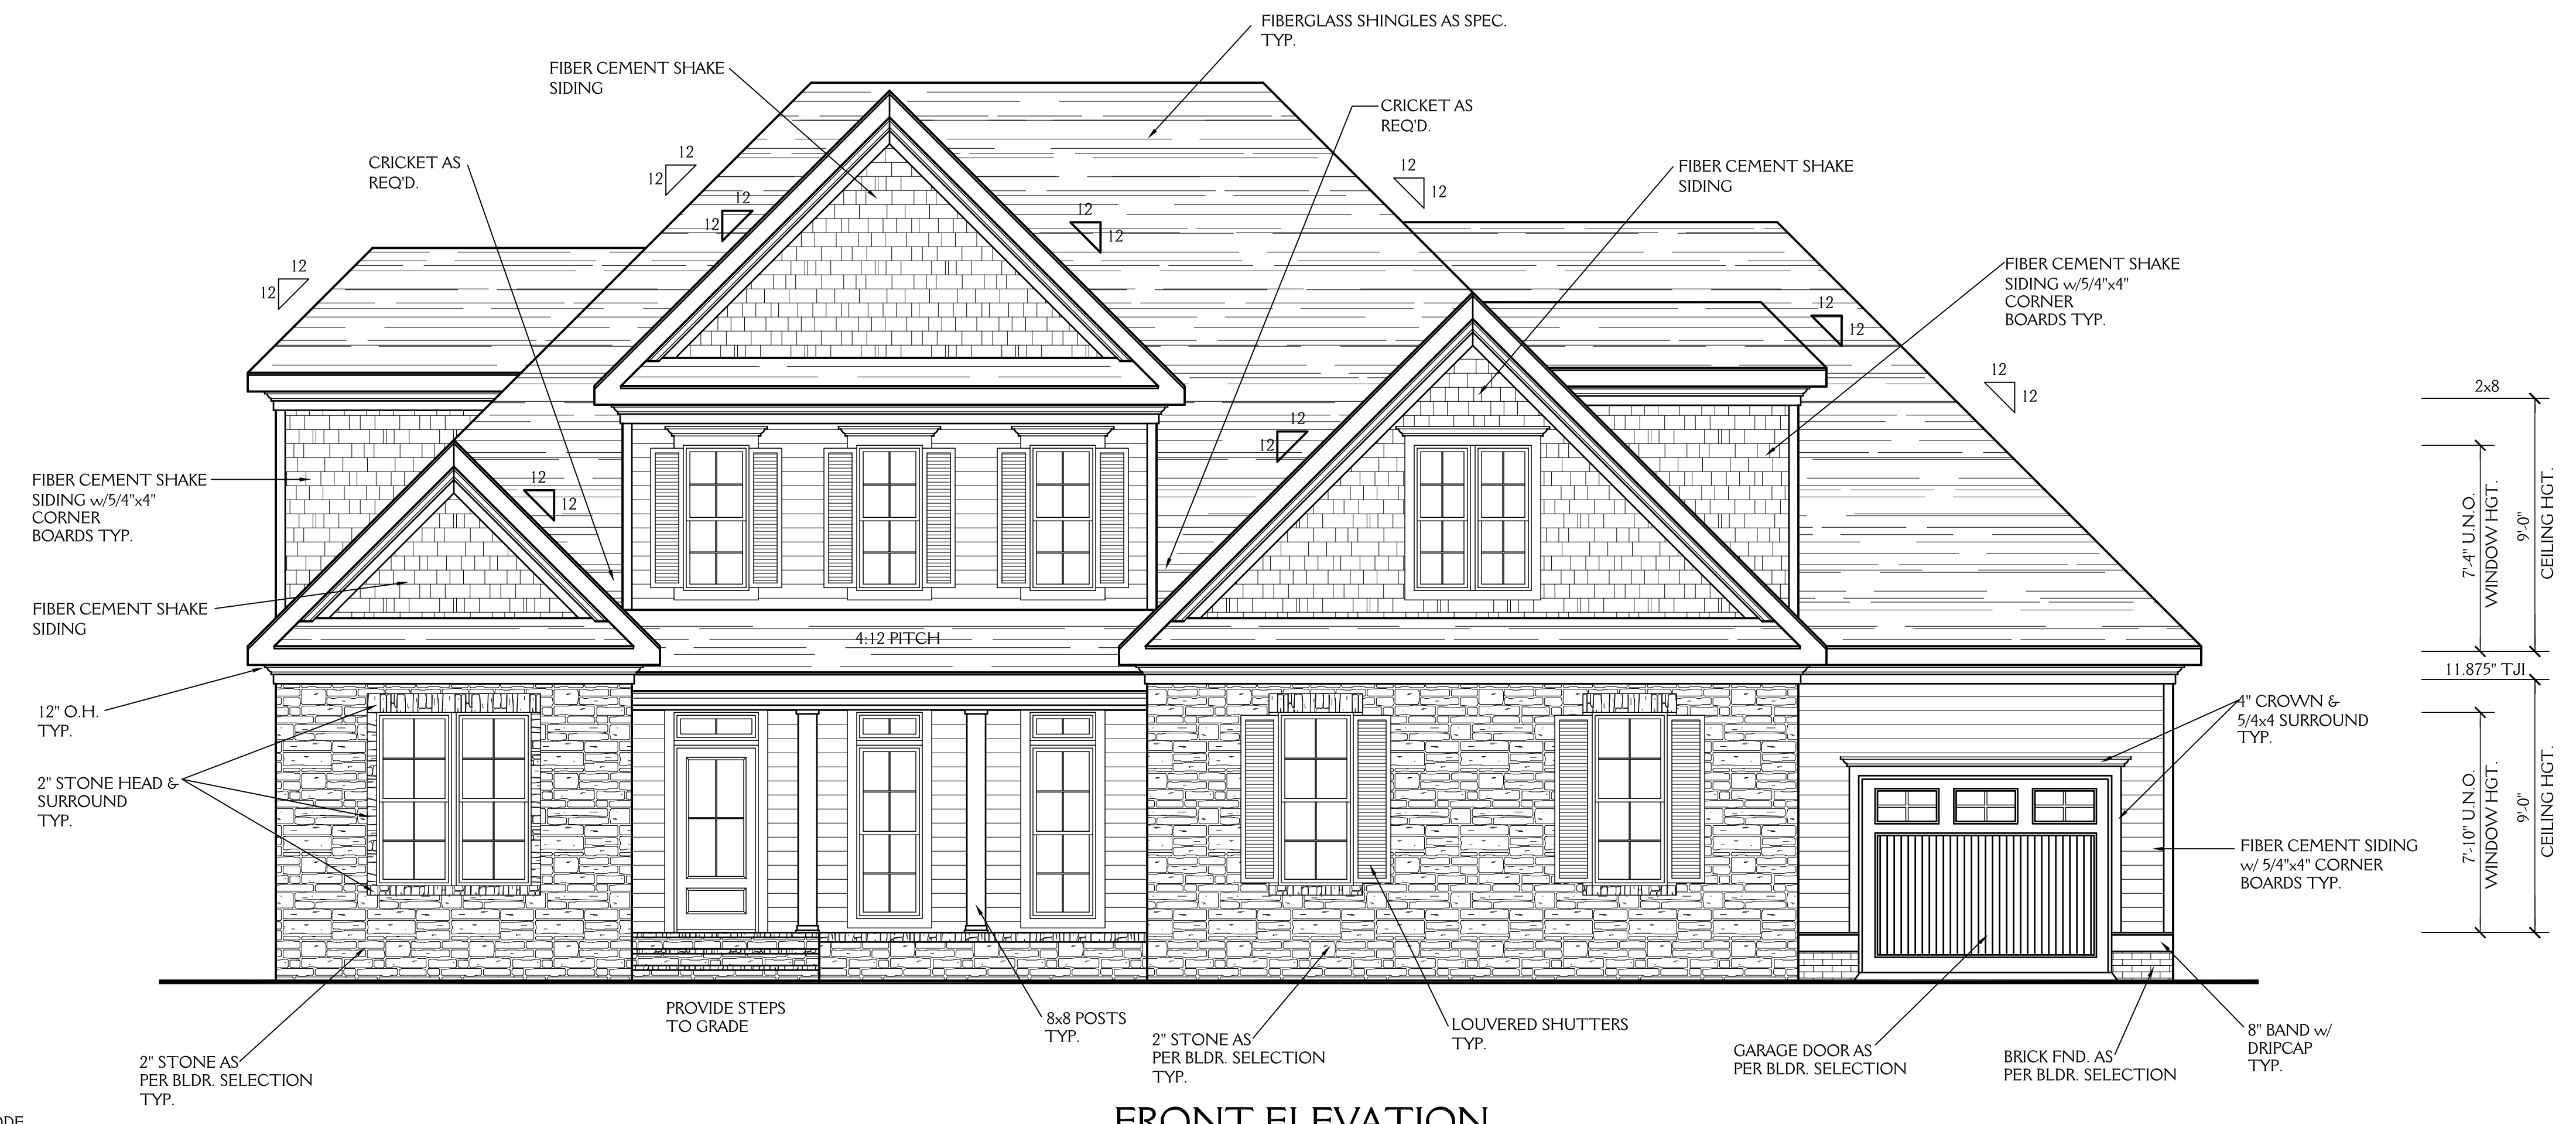 FIBERGLASS SHINGLES AS SPEC.
TYP.
FIBER CEMENT SHAKE
SIDING
CRICKET AS
REQ'D.
CRICKET AS
REQ'D.
FIBER CEMENT SHAKE
SIDING
12
12
12
12
12
12
12
12
12
12
FIBER CEMENT SHAKE
SIDING w/5/4"x4"
CORNER
BOARDS TYP.
12
12
12
12
12
12
12
12
FIBER CEMENT SHAKE
SIDING w/5/4"x4"
CORNER
BOARDS TYP.
FIBER CEMENT SHAKE
SIDING
4:12 PITCH
2x8
7'-4" U.N.O.
WINDOW HGT.
9'-0"
CEILING HGT.
11.875" TJI
12" O.H.
TYP.
2" STONE HEAD &
SURROUND
TYP.
4" CROWN &
5/4x4 SURROUND
TYP.
7'-10" U.N.O.
WINDOW HGT.
9'-0"
CEILING HGT.
FIBER CEMENT SIDING
w/ 5/4"x4" CORNER
BOARDS TYP.
PROVIDE STEPS
TO GRADE
8x8 POSTS
TYP.
2" STONE AS
PER BLDR. SELECTION
TYP.
LOUVERED SHUTTERS
TYP.
GARAGE DOOR AS
PER BLDR. SELECTION
BRICK FND. AS
PER BLDR. SELECTION
8" BAND w/
DRIPCAP
TYP.
2" STONE AS
PER BLDR. SELECTION
TYP.
FRONT ELEVATION